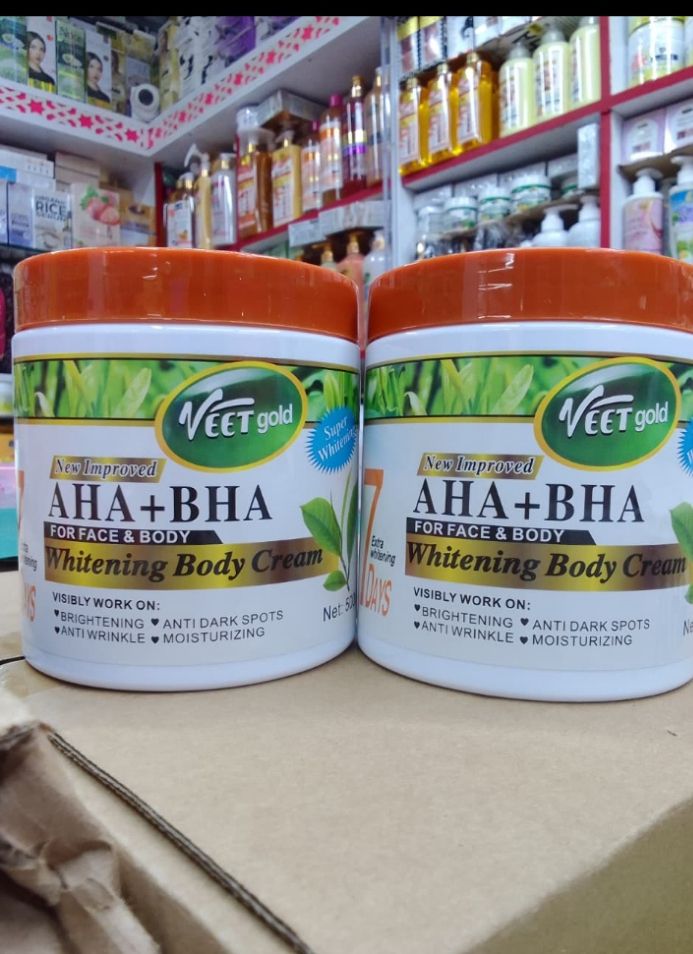 VEET gold
Super
Whitening
New Improved
AHA+BHA
FOR FACE & BODY
Whitening Body Cream
Extra
whitening
DAYS
VISIBLY WORK ON:
♥BRIGHTENING ♥ ANTI DARK SPOTS
♥ANTI WRINKLE ♥ MOISTURIZING
Net:
VEET gold
New Improved
AHA+BHA
FOR FACE & BODY
Whitening Body Cream
7
Extra
whitening
DAYS
VISIBLY WORK ON:
♥BRIGHTENING ♥ ANTI DARK SPOTS
♥ANTI WRINKLE ♥ MOISTURIZING
RICE